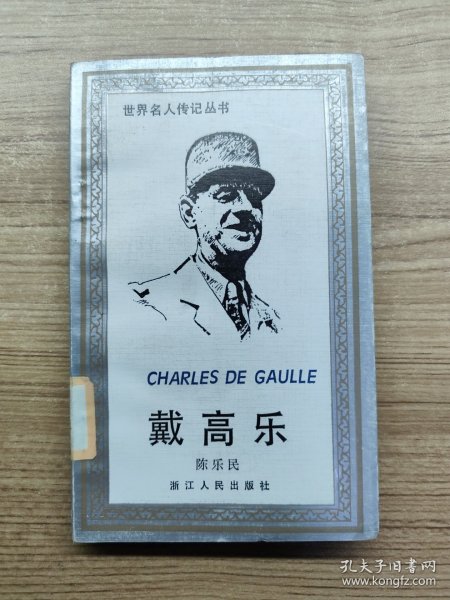 世界名人传记丛书
CHARLES DE GAULLE
戴高乐
陈乐民
浙江人民出版社
孔夫子旧书网
www.kongfz.com